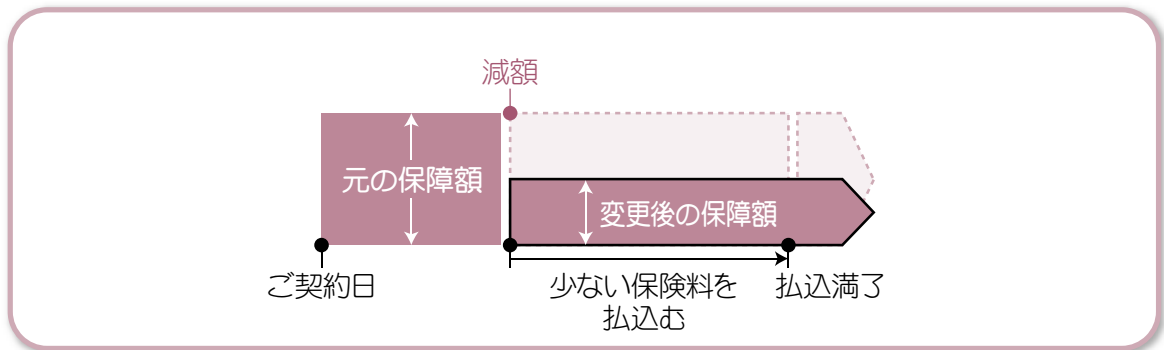 減額
元の保障額
変更後の保障額
ご契約日
少ない保険料を
払込む
払込満了